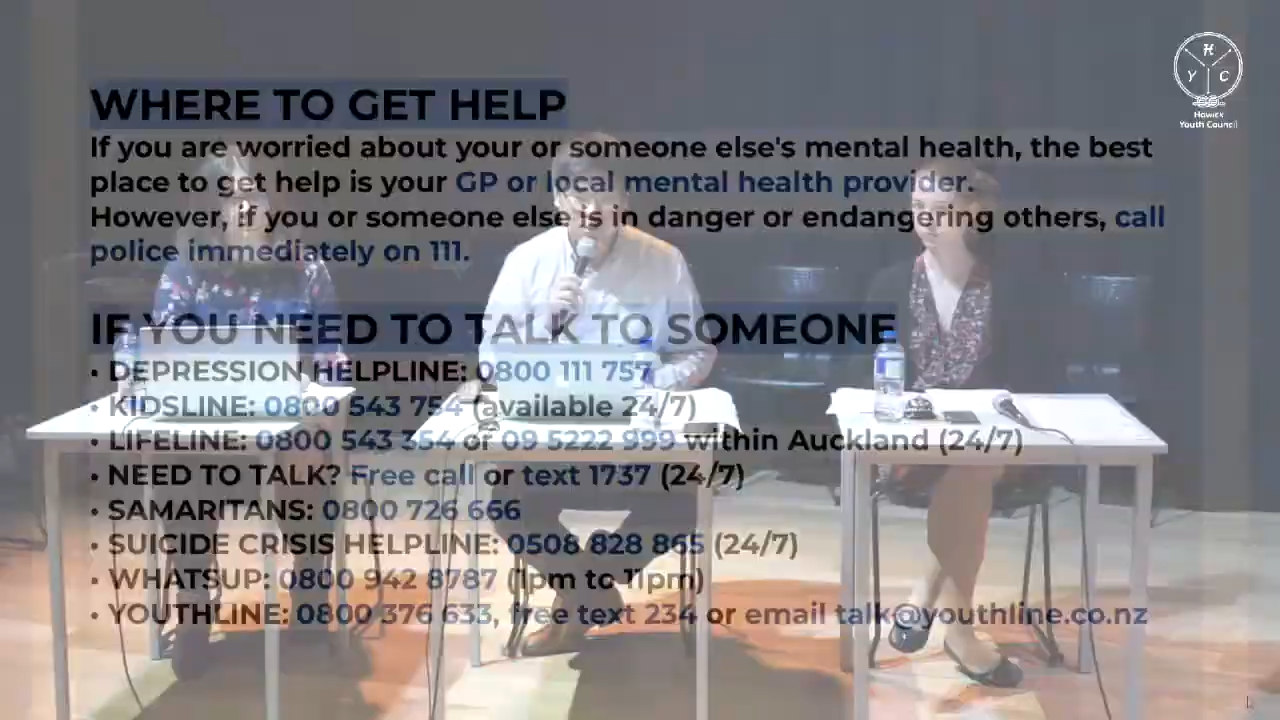 H
Y C
Howick
Youth Council
WHERE TO GET HELP
If you are worried about your or someone else's mental health, the best
place to get help is your GP or local mental health provider.
However, if you or someone else is in danger or endangering others, call
police immediately on 111.
IF YOU NEED TO TALK TO SOMEONE
• DEPRESSION HELPLINE: 0800 111 757
• KIDSLINE: 0800 543 754 (available 24/7)
• LIFELINE: 0800 543 354 or 09 5222 999 within Auckland (24/7)
• NEED TO TALK? Free call or text 1737 (24/7)
• SAMARITANS: 0800 726 666
• SUICIDE CRISIS HELPLINE: 0508 828 865 (24/7)
• WHATSUP: 0800 942 8787 (1pm to 11pm)
• YOUTHLINE: 0800 376 633, free text 234 or email talk@youthline.co.nz